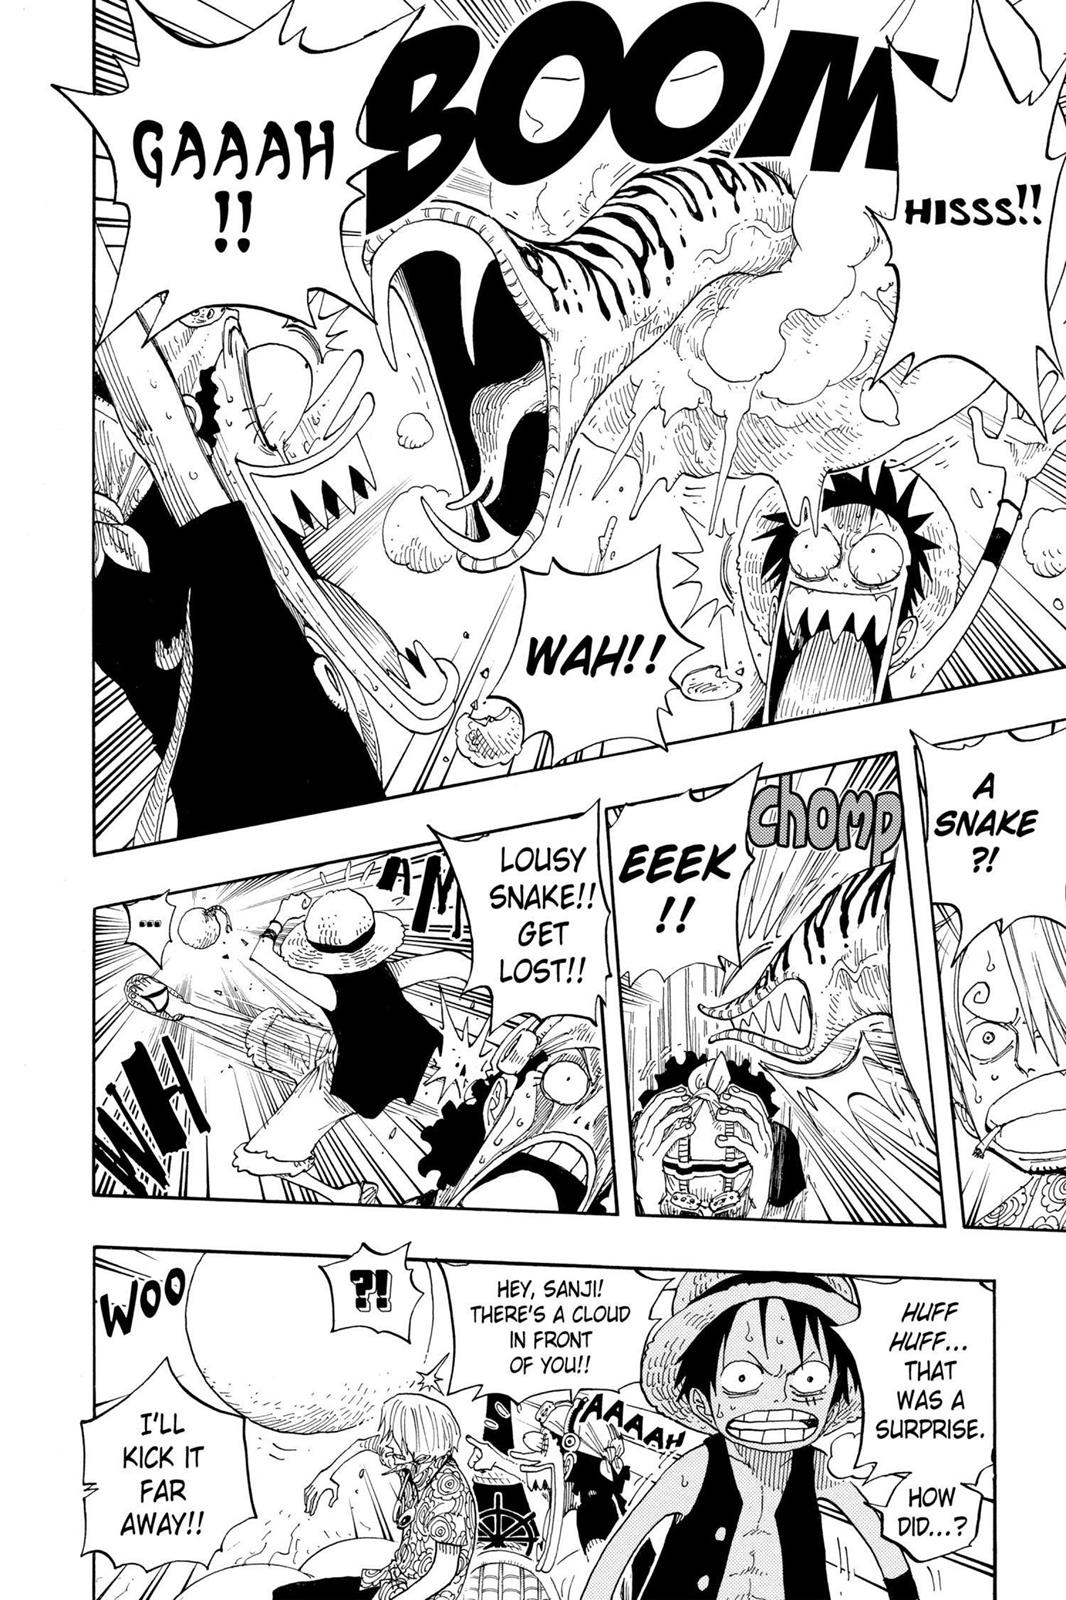 HISSS!!
BOOM
GAAAH
!!
WAH!!
A
SNAKE
?!
CHOMP
EEEK
!!
LOUSY
SNAKE!!
GET
LOST!!
...
HUFF
HUFF...
THAT
WAS A
SURPRISE.
HOW
DID...?
HEY, SANJI!
THERE'S A CLOUD
IN FRONT
OF YOU!!
AAAAH
?!
WOO
I'LL
KICK IT
FAR
AWAY!!